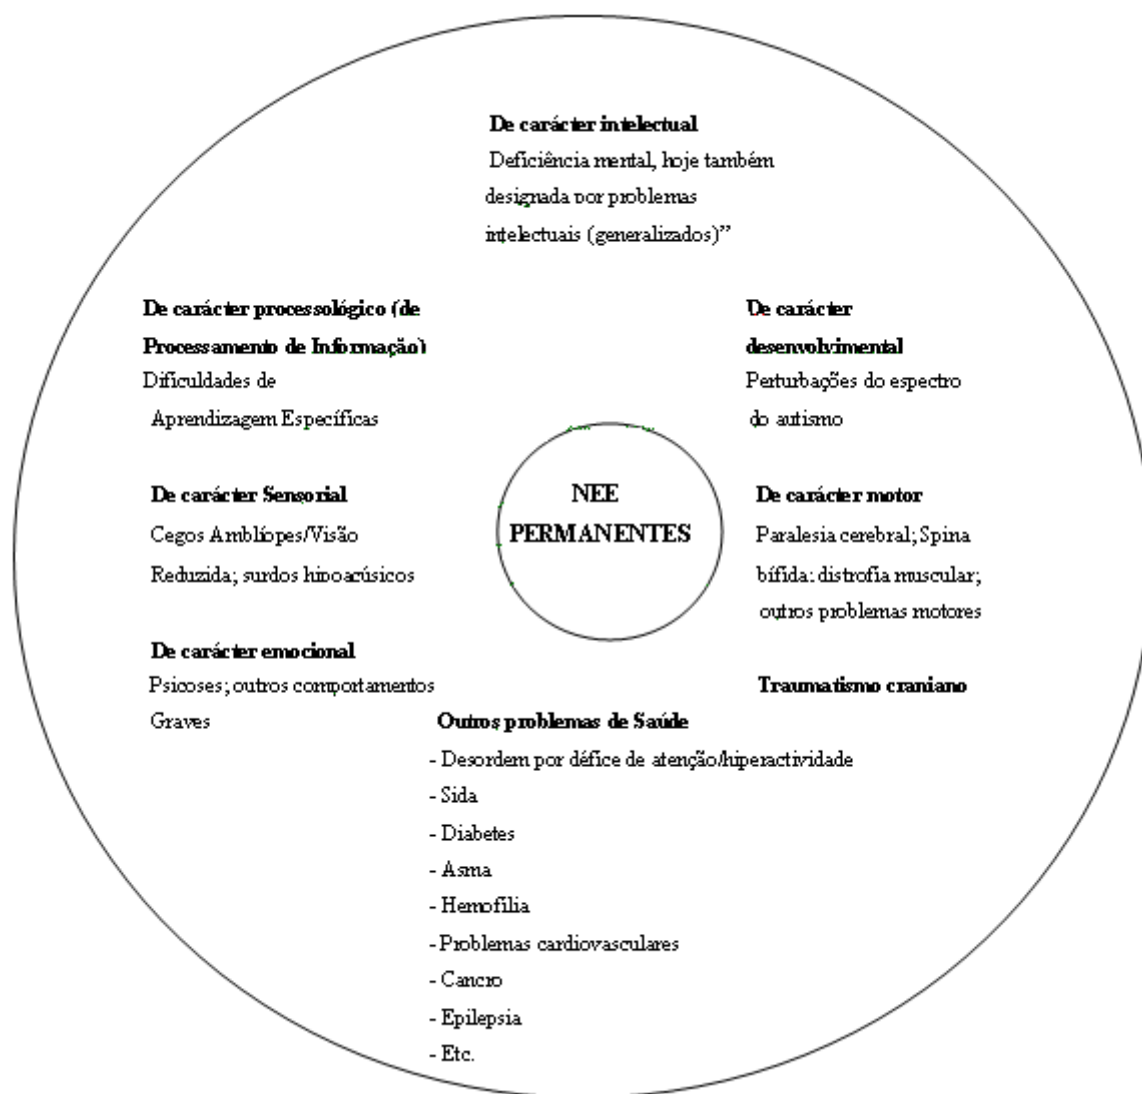 De carácter intelectual
Deficiência mental, hoje também
designada por problemas
intelectuais (generalizados)”
De carácter processológico (de
Processamento de Informação)
Dificuldades de
Aprendizagem Específicas
De carácter
desenvolvimental
Perturbações do espectro
do autismo
De carácter Sensorial
Cegos Amblíopes/Visão
Reduzida; surdos hipoacúsicos
NEE
PERMANENTES
De carácter motor
Paralesia cerebral; Spina
bífida; distrofia muscular;
outros problemas motores
De carácter emocional
Psicoses; outros comportamentos
Graves
Traumatismo craniano
Outros problemas de Saúde
- Desordem por défice de atenção/hiperactividade
- Sida
- Diabetes
- Asma
- Hemofilia
- Problemas cardiovasculares
- Cancro
- Epilepsia
- Etc.